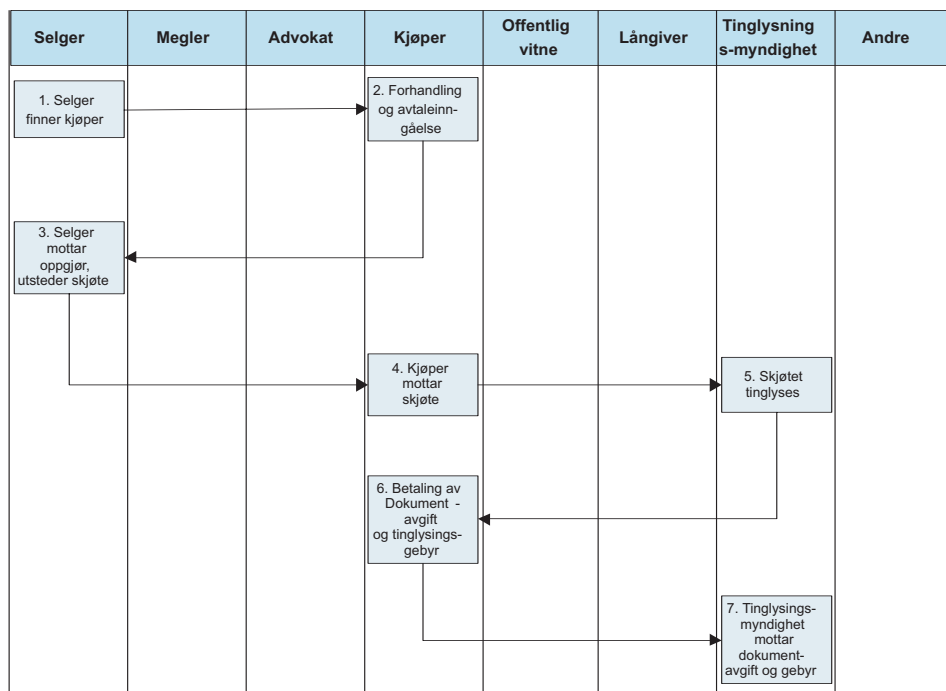 Selger
Megler
Advokat
Kjøper
Offentlig
vitne
Långiver
Tinglysning
s-myndighet
Andre
1. Selger
finner kjøper
2. Forhandling
og avtaleinn-
gåelse
3. Selger
mottar
oppgjør,
utsteder skjøte
4. Kjøper
mottar
skjøte
5. Skjøtet
tinglyses
6. Betaling av
Dokument -
avgift
og tinglysings-
gebyr
7. Tinglysings-
myndighet
mottar
dokument-
avgift og gebyr